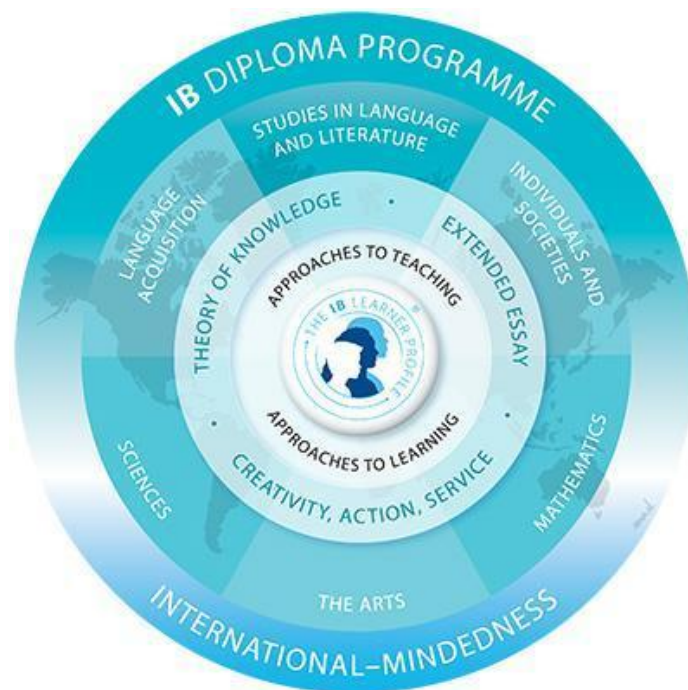 IB DIPLOMA PROGRAMME
STUDIES IN LANGUAGE
AND LITERATURE
LANGUAGE
ACQUISITION
INDIVIDUALS AND
SOCIETIES
THEORY OF KNOWLEDGE
EXTENDED ESSAY
APPROACHES TO TEACHING
THE IB LEARNER PROFILE
APPROACHES TO LEARNING
CREATIVITY, ACTION, SERVICE
SCIENCES
MATHEMATICS
THE ARTS
INTERNATIONAL–MINDEDNESS